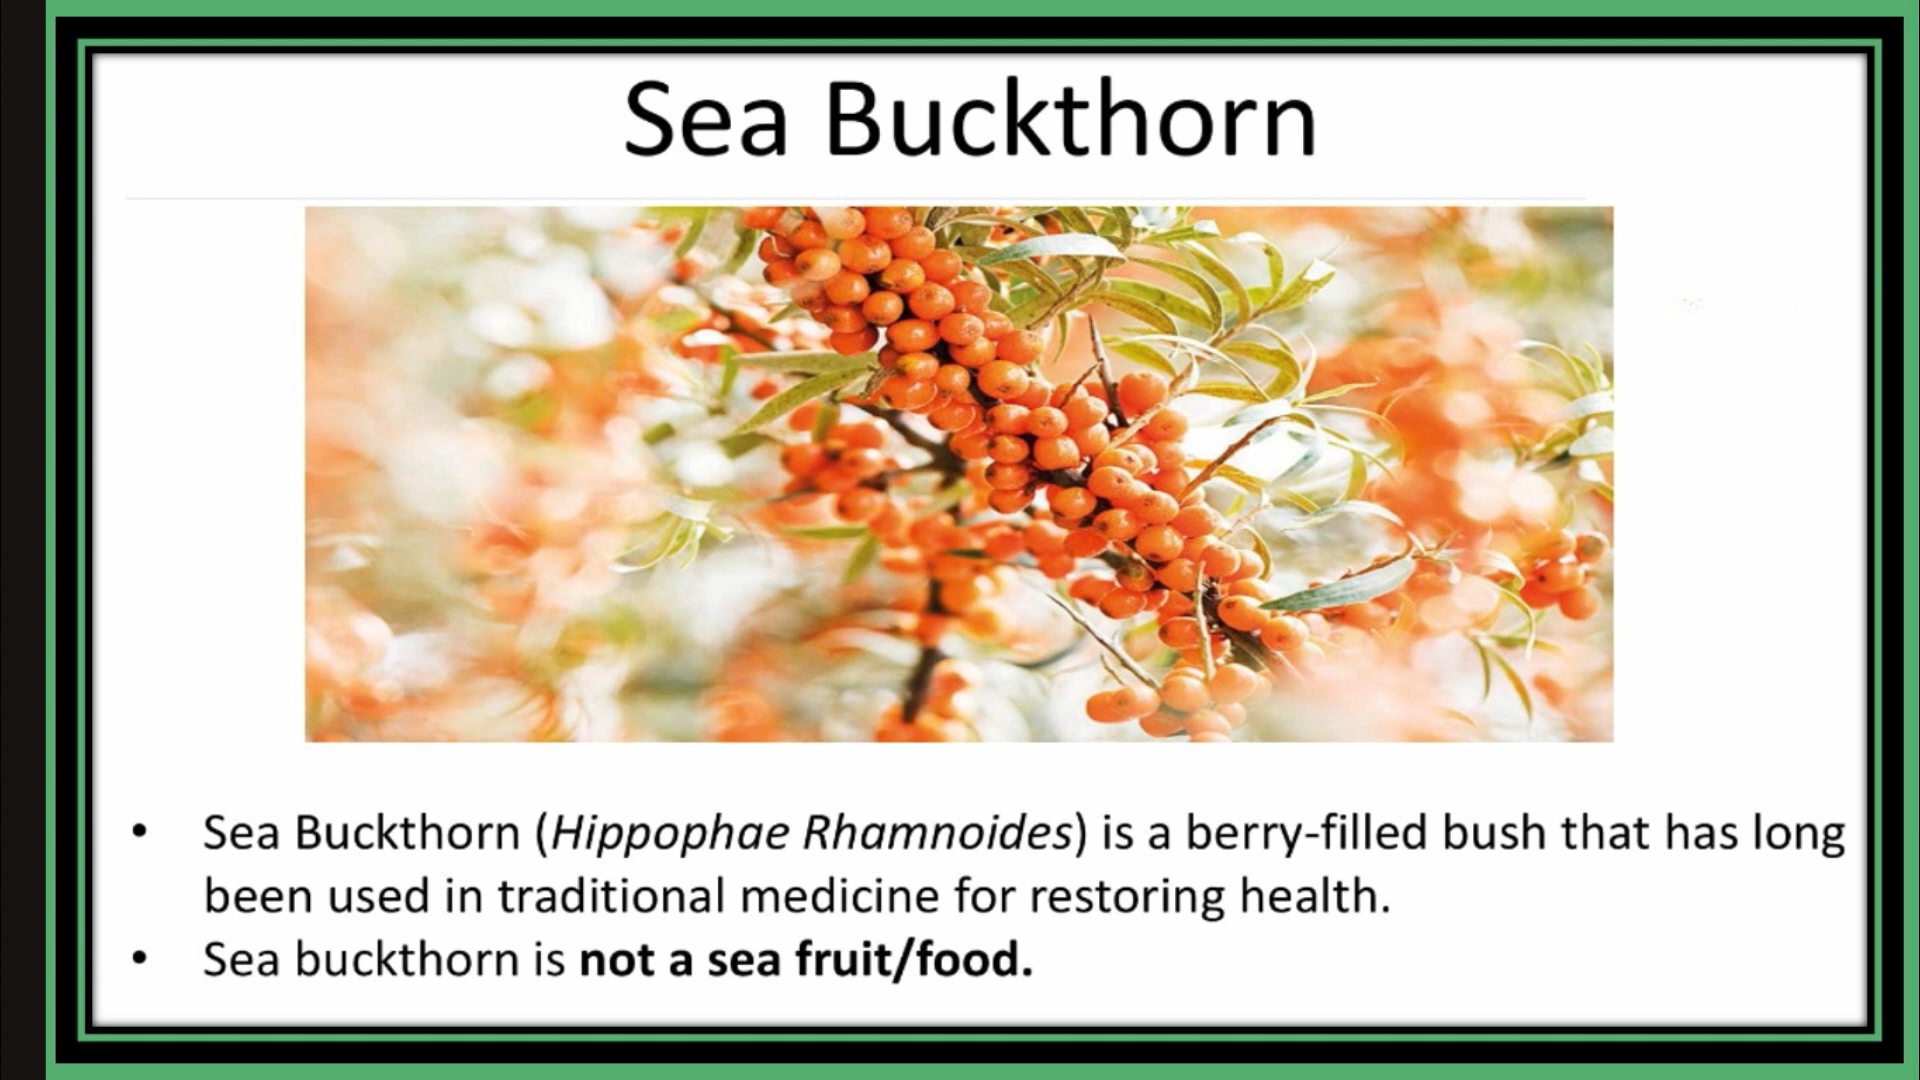 Sea Buckthorn
• Sea Buckthorn (Hippophae Rhamnoides) is a berry-filled bush that has long
been used in traditional medicine for restoring health.
• Sea buckthorn is not a sea fruit/food.